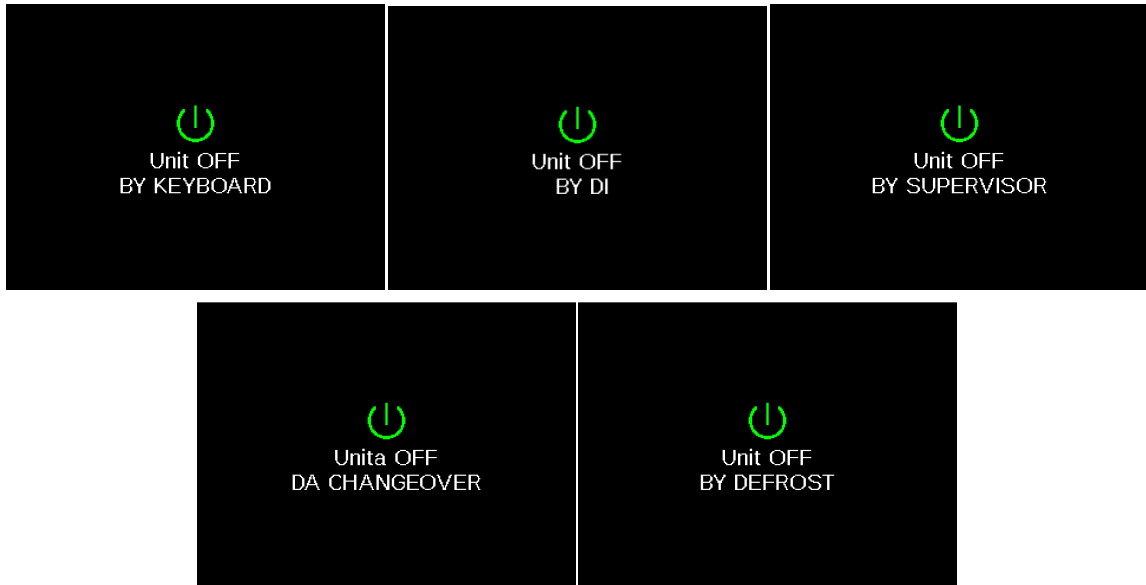 Unit OFF
BY KEYBOARD
Unit OFF
BY DI
Unit OFF
BY SUPERVISOR
Unita OFF
DA CHANGEOVER
Unit OFF
BY DEFROST